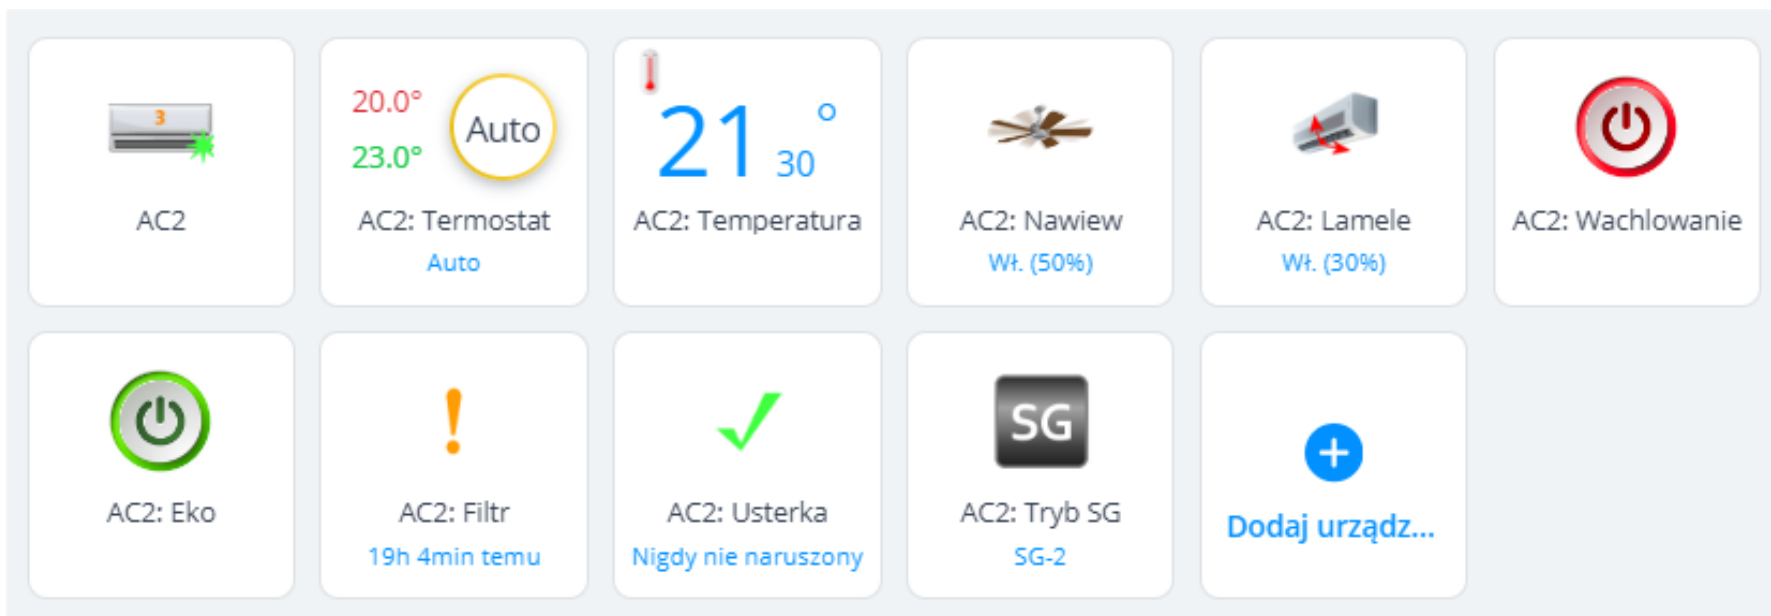 3
AC2
20.0°
23.0°
Auto
AC2: Termostat
Auto
21 30 °
AC2: Temperatura
AC2: Nawiew
Wł. (50%)
AC2: Lamele
Wł. (30%)
AC2: Wachlowanie
AC2: Eko
!
AC2: Filtr
19h 4min temu
AC2: Usterka
Nigdy nie naruszony
SG
AC2: Tryb SG
SG-2
Dodaj urządz...